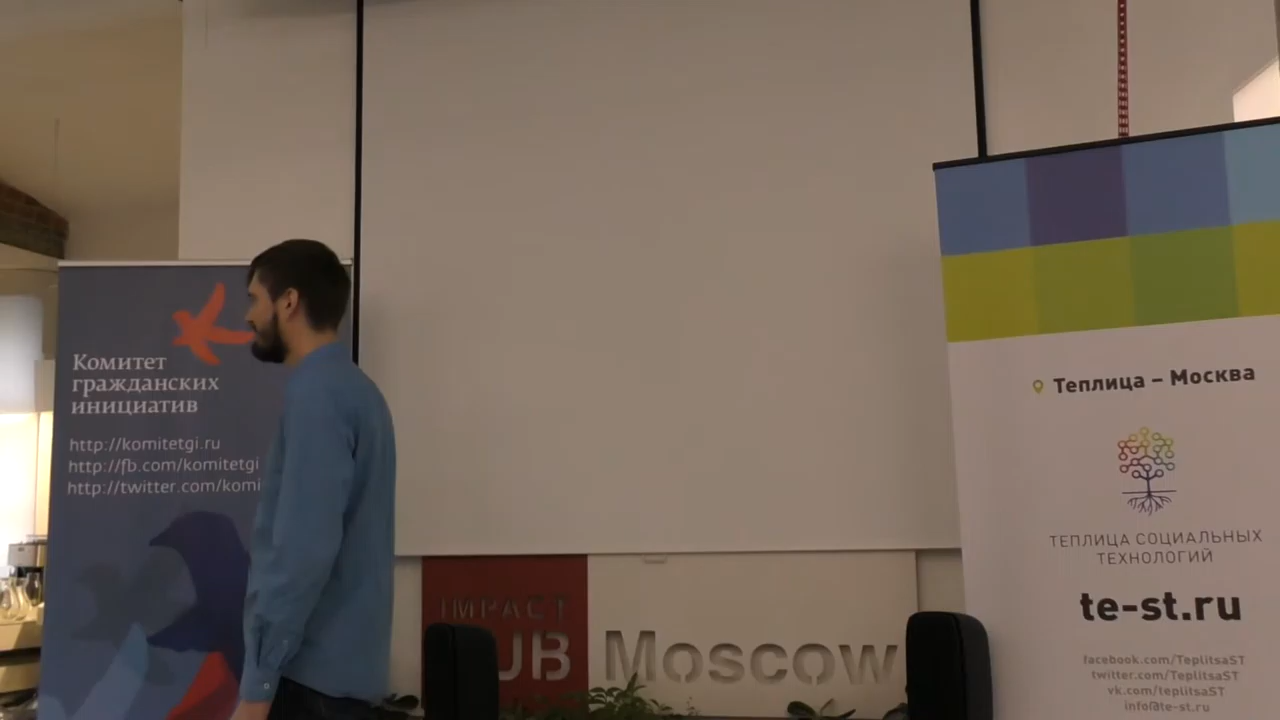 Комитет
гражданских
инициатив
http://komitetgi.ru
http://fb.com/komitetgi
http://twitter.com/komi
IMPACT
UB Moscow
Теплица – Москва
ТЕПЛИЦА СОЦИАЛЬНЫХ
ТЕХНОЛОГИЙ
te-st.ru
facebook.com/TeplitsaST
twitter.com/TeplitsaST
vk.com/teplitsaST
info@te-st.ru